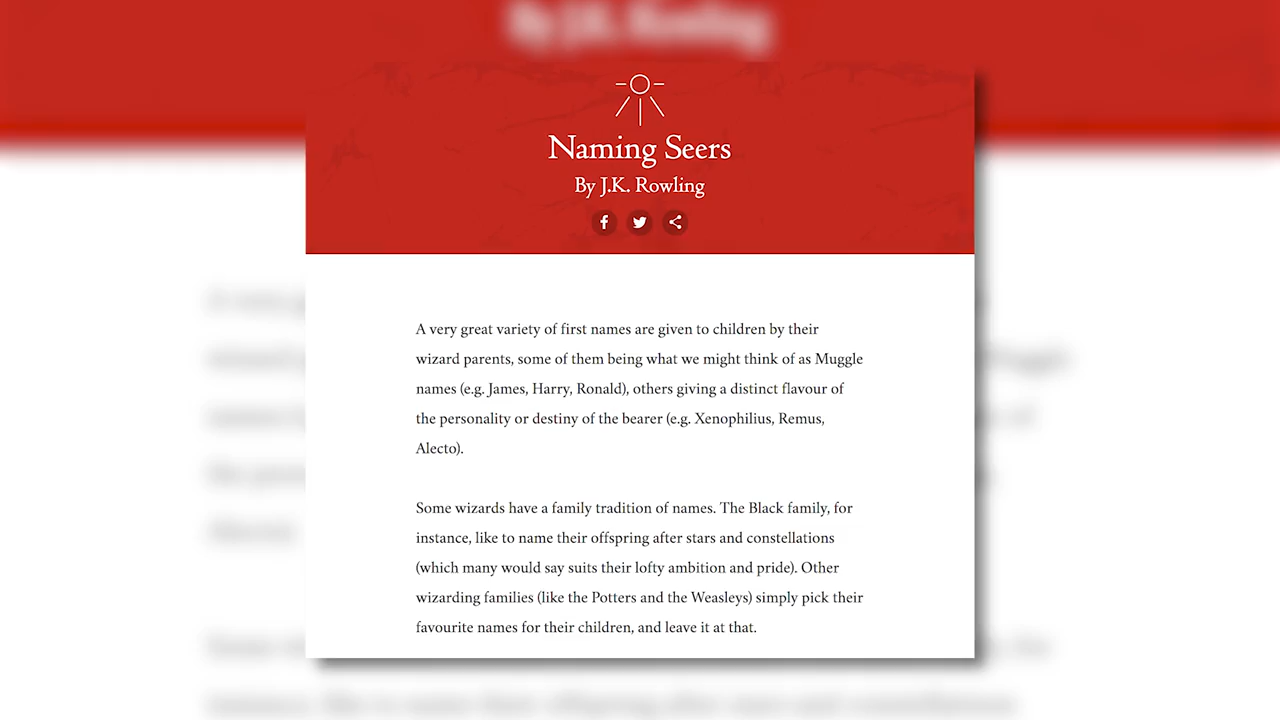 By J.K. Rowling
Naming Seers
By J.K. Rowling
A very great variety of first names are given to children by their
wizard parents, some of them being what we might think of as Muggle
names (e.g. James, Harry, Ronald), others giving a distinct flavour of
the personality or destiny of the bearer (e.g. Xenophilius, Remus,
Alecto).
Some wizards have a family tradition of names. The Black family, for
instance, like to name their offspring after stars and constellations
(which many would say suits their lofty ambition and pride). Other
wizarding families (like the Potters and the Weasleys) simply pick their
favourite names for their children, and leave it at that.